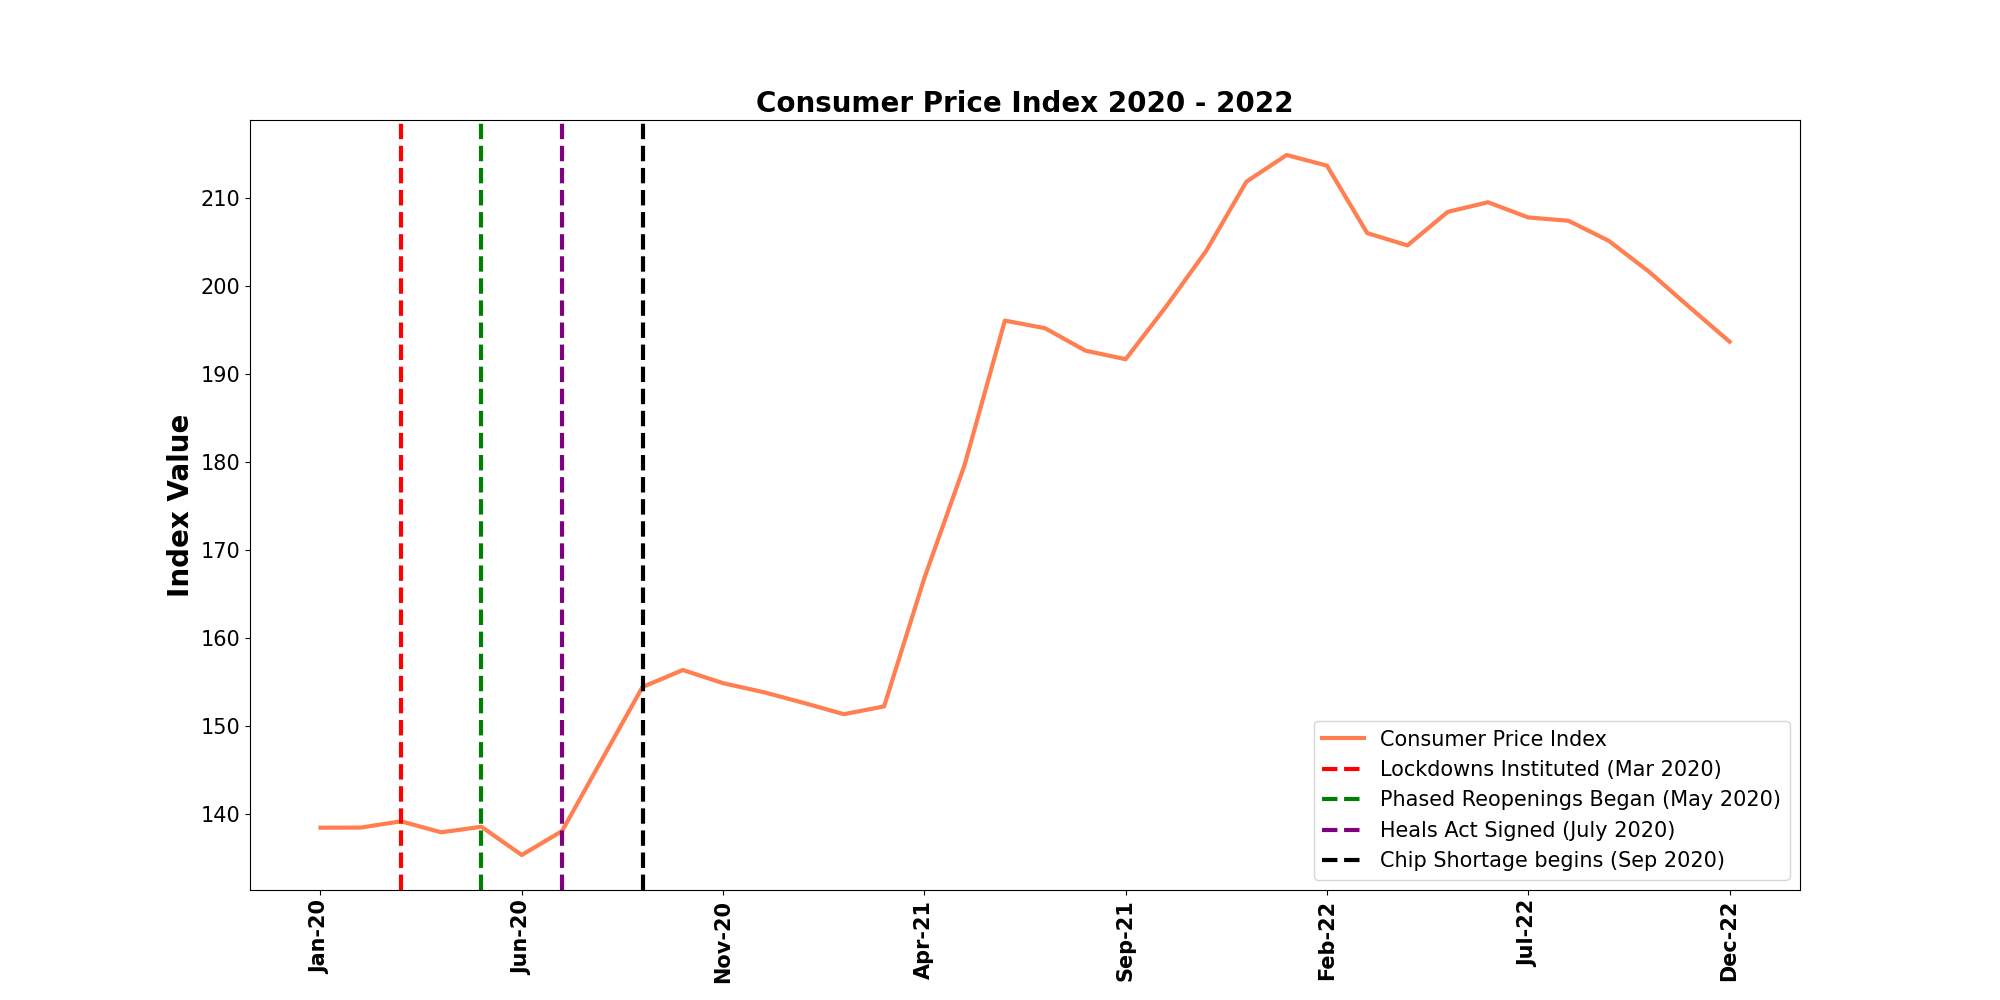 Consumer Price Index 2020 - 2022
Index Value
210
200
190
180
170
160
150
140
Consumer Price Index
Lockdowns Instituted (Mar 2020)
Phased Reopenings Began (May 2020)
Heals Act Signed (July 2020)
Chip Shortage begins (Sep 2020)
Jan-20
Jun-20
Nov-20
Apr-21
Sep-21
Feb-22
Jul-22
Dec-22